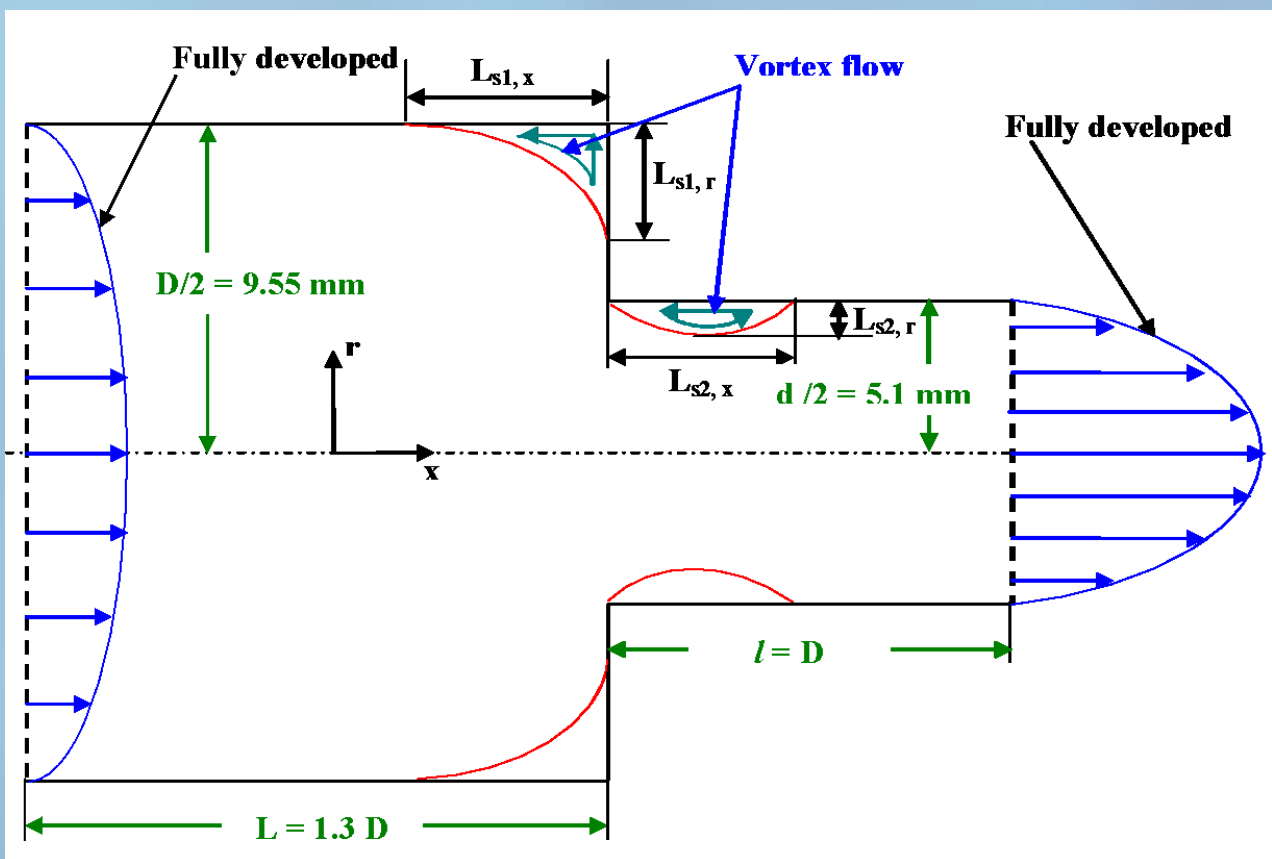 Fully developed
Ls1, x
Vortex flow
Fully developed
Ls1, r
D/2 = 9.55 mm
Ls2, r
r
Ls2, x
d /2 = 5.1 mm
x
l = D
L = 1.3 D